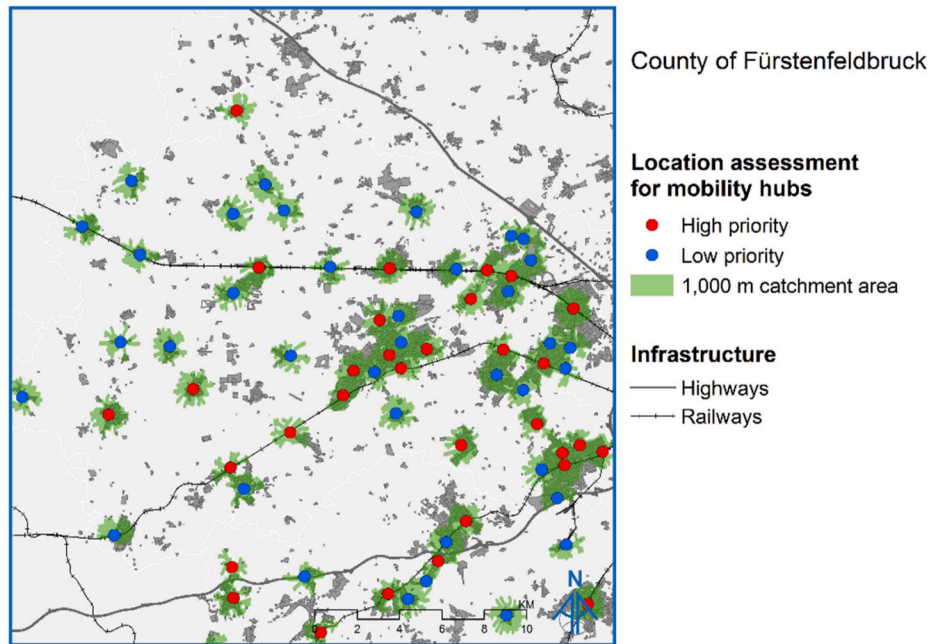 County of Fürstenfeldbruck
Location assessment
for mobility hubs
High priority
Low priority
1,000 m catchment area
Infrastructure
Highways
Railways
N
KM
0 2 4 6 8 10